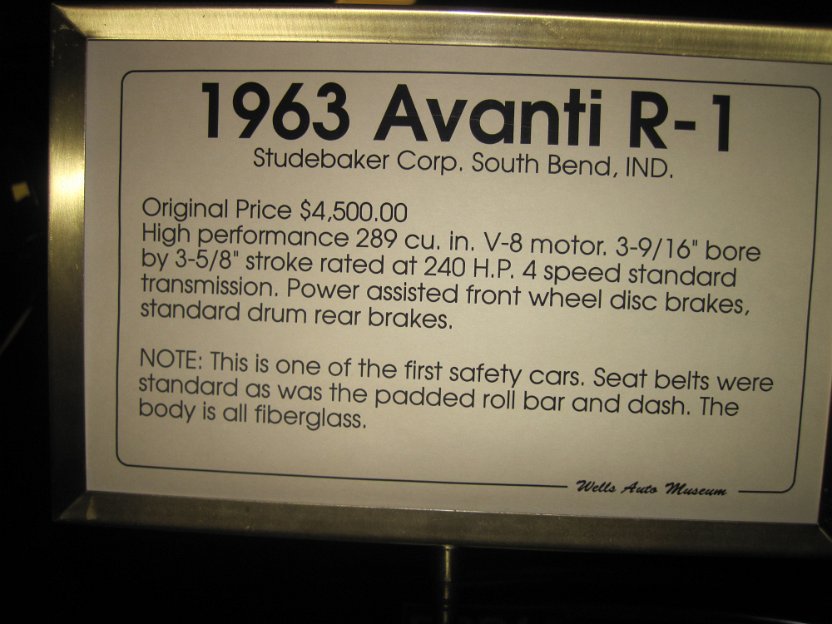 1963 Avanti R-1
Studebaker Corp. South Bend, IND.
Original Price $4,500.00
High performance 289 cu. in. V-8 motor. 3-9/16" bore
by 3-5/8" stroke rated at 240 H.P. 4 speed standard
transmission. Power assisted front wheel disc brakes,
standard drum rear brakes.
NOTE: This is one of the first safety cars. Seat belts were
standard as was the padded roll bar and dash. The
body is all fiberglass.
Wells Auto Museum